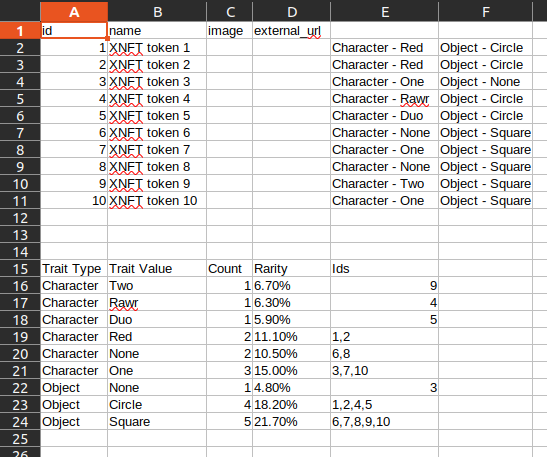 A B C D E F
1 id name image external_url
2 1 XNFT token 1 Character - Red Object - Circle
3 2 XNFT token 2 Character - Red Object - Circle
4 3 XNFT token 3 Character - One Object - None
5 4 XNFT token 4 Character - Rawr Object - Circle
6 5 XNFT token 5 Character - Duo Object - Circle
7 6 XNFT token 6 Character - None Object - Square
8 7 XNFT token 7 Character - One Object - Square
9 8 XNFT token 8 Character - None Object - Square
10 9 XNFT token 9 Character - Two Object - Square
11 10 XNFT token 10 Character - One Object - Square
12
13
14
15 Trait Type Trait Value Count Rarity Ids
16 Character Two 1 6.70% 9
17 Character Rawr 1 6.30% 4
18 Character Duo 1 5.90% 5
19 Character Red 2 11.10% 1,2
20 Character None 2 10.50% 6,8
21 Character One 3 15.00% 3,7,10
22 Object None 1 4.80% 3
23 Object Circle 4 18.20% 1,2,4,5
24 Object Square 5 21.70% 6,7,8,9,10
25
26